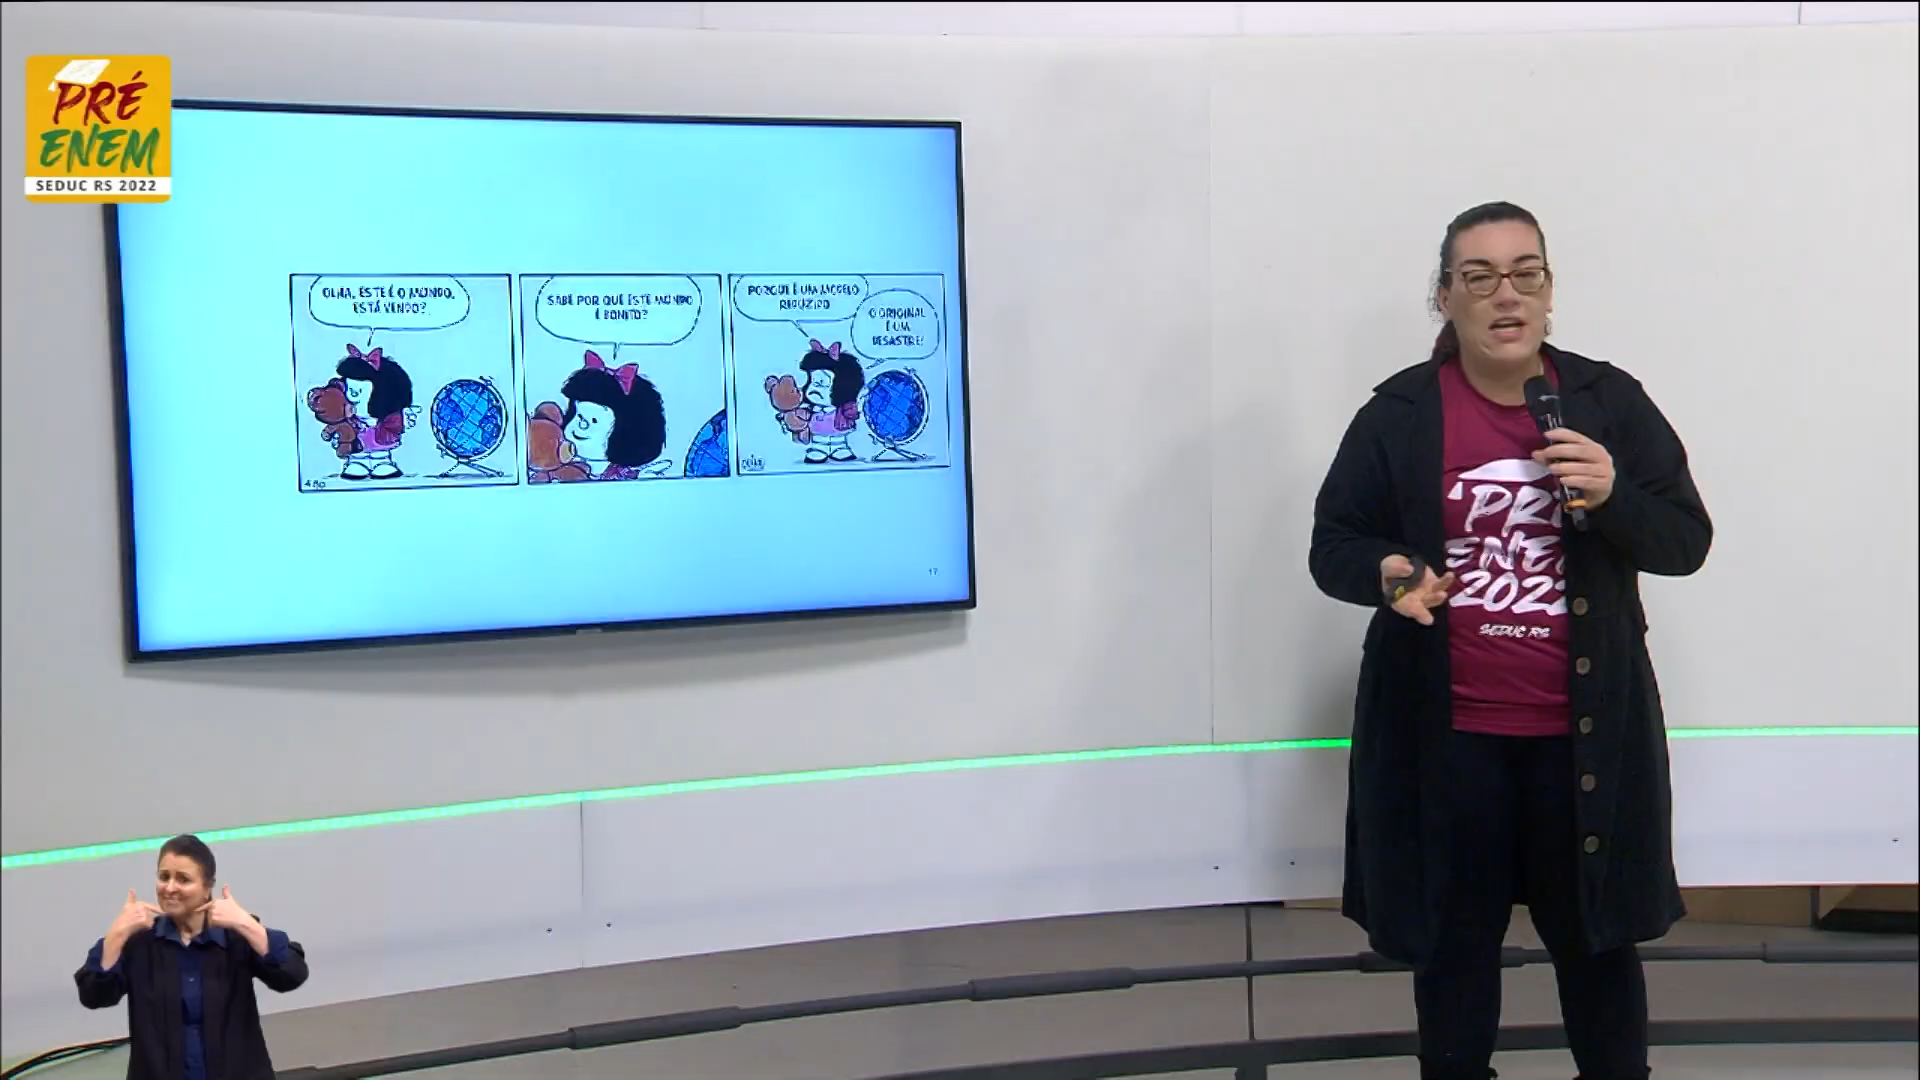 PRÉ
ENEM
SEDUC RS 2022
OLHA, ESTE É O MUNDO,
ESTÁ VENDO?
SABE POR QUE ESTE MUNDO
É BONITO?
PORQUE É UM MODELO
REDUZIDO
O ORIGINAL
É UM
DESASTRE!
17
PRÉ
ENEM
2022
SEDUC RS